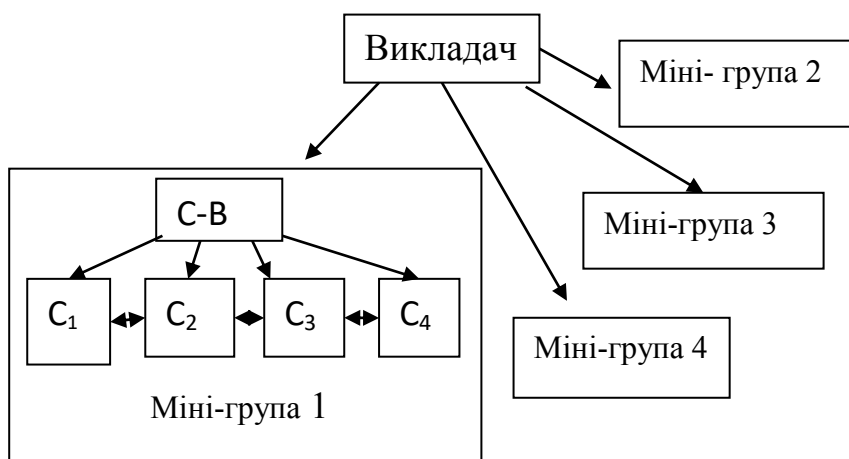 Викладач
Міні- група 2
С-В
Міні-група 3
С₁
С₂
С₃
С₄
Міні-група 4
Міні-група 1